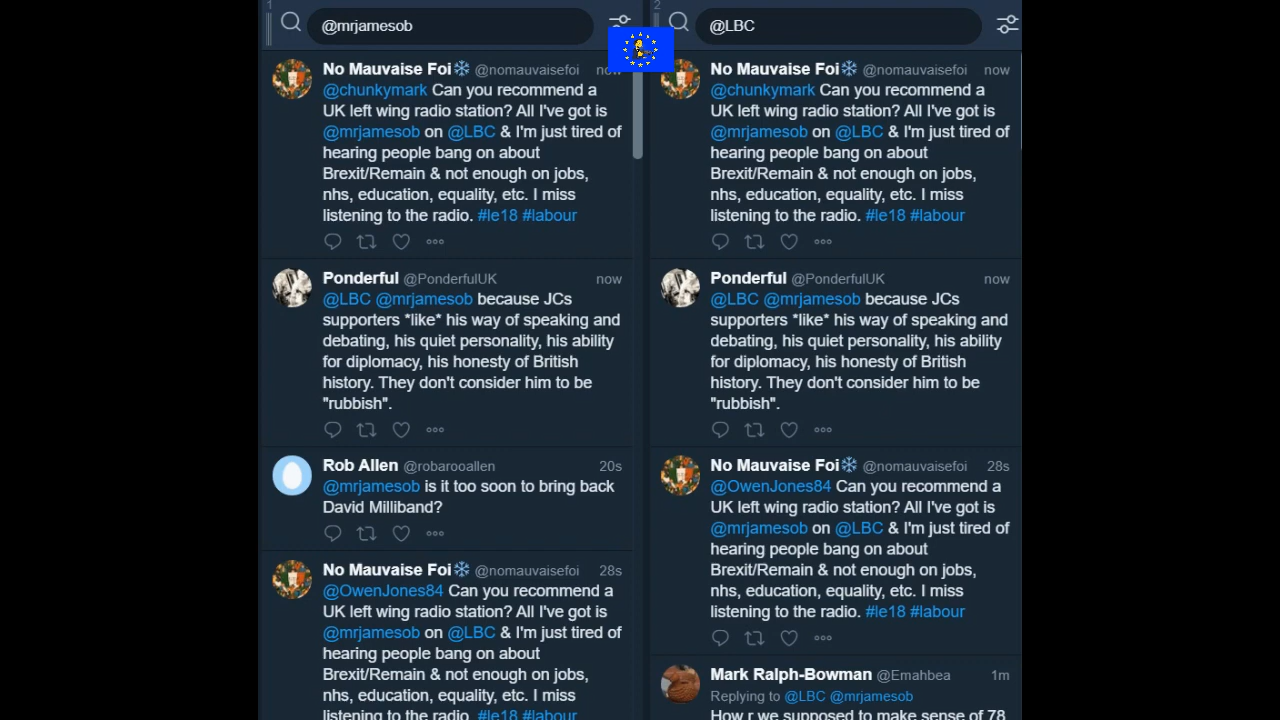 1
@mrjamesob
No Mauvaise Foi❄ @nomauvaisefoi now
@chunkymark Can you recommend a
UK left wing radio station? All I've got is
@mrjamesob on @LBC & I'm just tired of
hearing people bang on about
Brexit/Remain & not enough on jobs,
nhs, education, equality, etc. I miss
listening to the radio. #le18 #labour
Ponderful @PonderfulUK now
@LBC @mrjamesob because JCs
supporters *like* his way of speaking and
debating, his quiet personality, his ability
for diplomacy, his honesty of British
history. They don't consider him to be
"rubbish".
Rob Allen @robarooallen 20s
@mrjamesob is it too soon to bring back
David Milliband?
No Mauvaise Foi❄ @nomauvaisefoi 28s
@OwenJones84 Can you recommend a
UK left wing radio station? All I've got is
@mrjamesob on @LBC & I'm just tired of
hearing people bang on about
Brexit/Remain & not enough on jobs,
nhs, education, equality, etc. I miss
listening to the radio. #le18 #labour
2
@LBC
No Mauvaise Foi❄ @nomauvaisefoi now
@chunkymark Can you recommend a
UK left wing radio station? All I've got is
@mrjamesob on @LBC & I'm just tired of
hearing people bang on about
Brexit/Remain & not enough on jobs,
nhs, education, equality, etc. I miss
listening to the radio. #le18 #labour
Ponderful @PonderfulUK now
@LBC @mrjamesob because JCs
supporters *like* his way of speaking and
debating, his quiet personality, his ability
for diplomacy, his honesty of British
history. They don't consider him to be
"rubbish".
No Mauvaise Foi❄ @nomauvaisefoi 28s
@OwenJones84 Can you recommend a
UK left wing radio station? All I've got is
@mrjamesob on @LBC & I'm just tired of
hearing people bang on about
Brexit/Remain & not enough on jobs,
nhs, education, equality, etc. I miss
listening to the radio. #le18 #labour
Mark Ralph-Bowman @Emahbea 1m
Replying to @LBC @mrjamesob
How r we supposed to make sense of 78